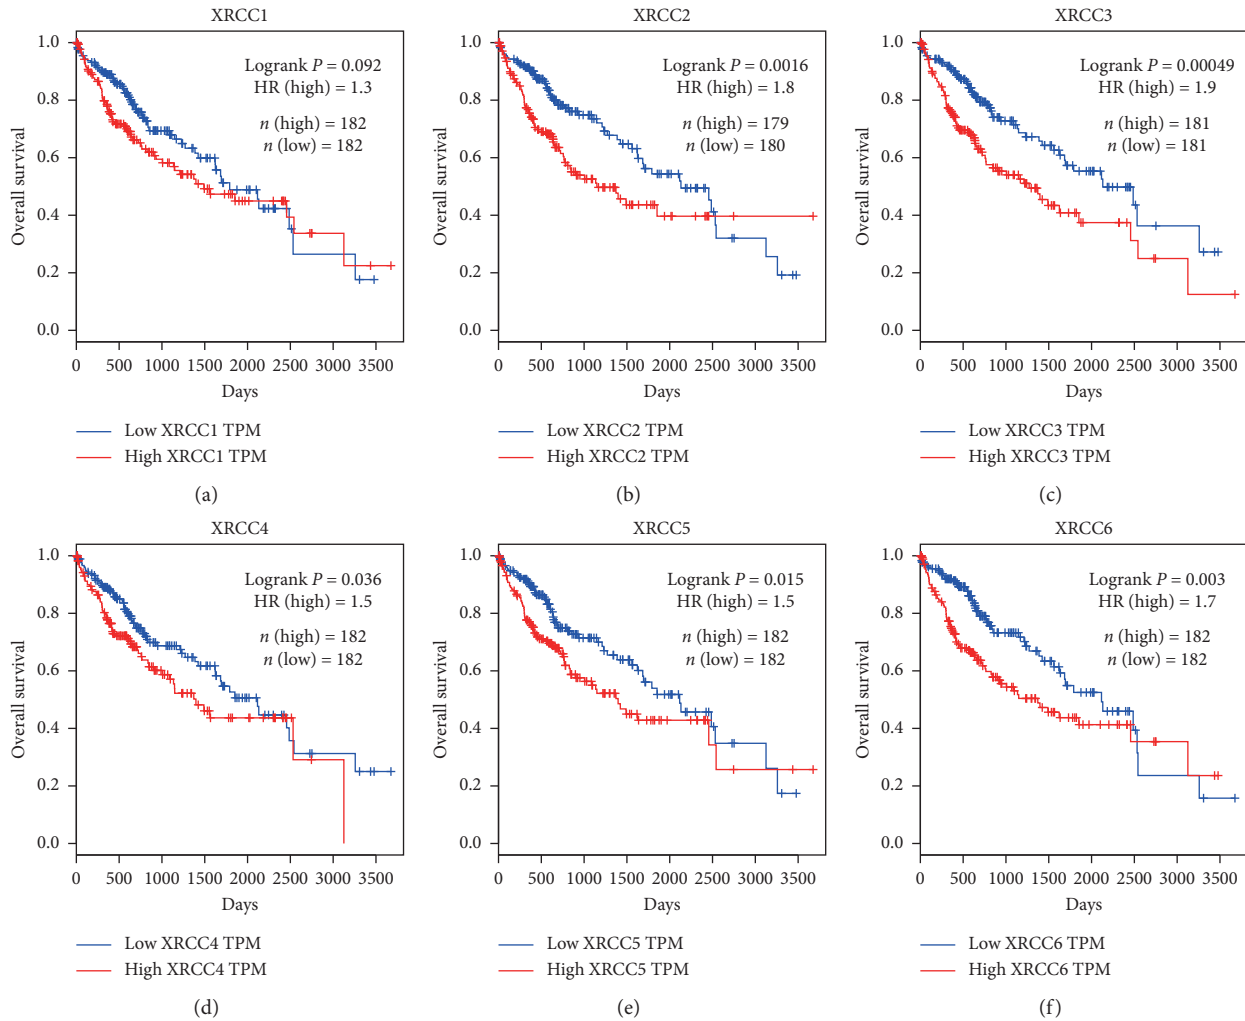 XRCC1
Overall survival
1.0
0.8
0.6
0.4
0.2
0.0
Logrank P = 0.092
HR (high) = 1.3
n (high) = 182
n (low) = 182
0 500 1000 1500 2000 2500 3000 3500
Days
Low XRCC1 TPM
High XRCC1 TPM
(a)
XRCC2
Overall survival
1.0
0.8
0.6
0.4
0.2
0.0
Logrank P = 0.0016
HR (high) = 1.8
n (high) = 179
n (low) = 180
0 500 1000 1500 2000 2500 3000 3500
Days
Low XRCC2 TPM
High XRCC2 TPM
(b)
XRCC3
Overall survival
1.0
0.8
0.6
0.4
0.2
0.0
Logrank P = 0.00049
HR (high) = 1.9
n (high) = 181
n (low) = 181
0 500 1000 1500 2000 2500 3000 3500
Days
Low XRCC3 TPM
High XRCC3 TPM
(c)
XRCC4
Overall survival
1.0
0.8
0.6
0.4
0.2
0.0
Logrank P = 0.036
HR (high) = 1.5
n (high) = 182
n (low) = 182
0 500 1000 1500 2000 2500 3000 3500
Days
Low XRCC4 TPM
High XRCC4 TPM
(d)
XRCC5
Overall survival
1.0
0.8
0.6
0.4
0.2
0.0
Logrank P = 0.015
HR (high) = 1.5
n (high) = 182
n (low) = 182
0 500 1000 1500 2000 2500 3000 3500
Days
Low XRCC5 TPM
High XRCC5 TPM
(e)
XRCC6
Overall survival
1.0
0.8
0.6
0.4
0.2
0.0
Logrank P = 0.003
HR (high) = 1.7
n (high) = 182
n (low) = 182
0 500 1000 1500 2000 2500 3000 3500
Days
Low XRCC6 TPM
High XRCC6 TPM
(f)